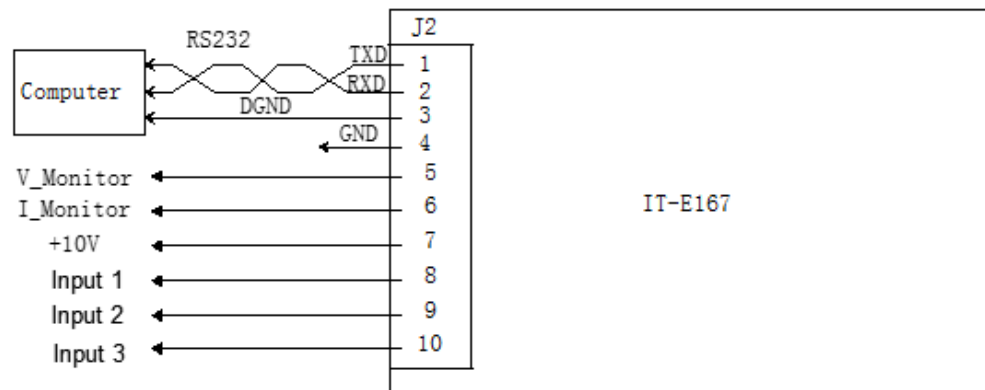 J2
RS232
TXD
1
Computer
RXD
2
DGND
3
GND
4
V_Monitor
5
I_Monitor
6
IT-E167
+10V
7
Input 1
8
Input 2
9
Input 3
10